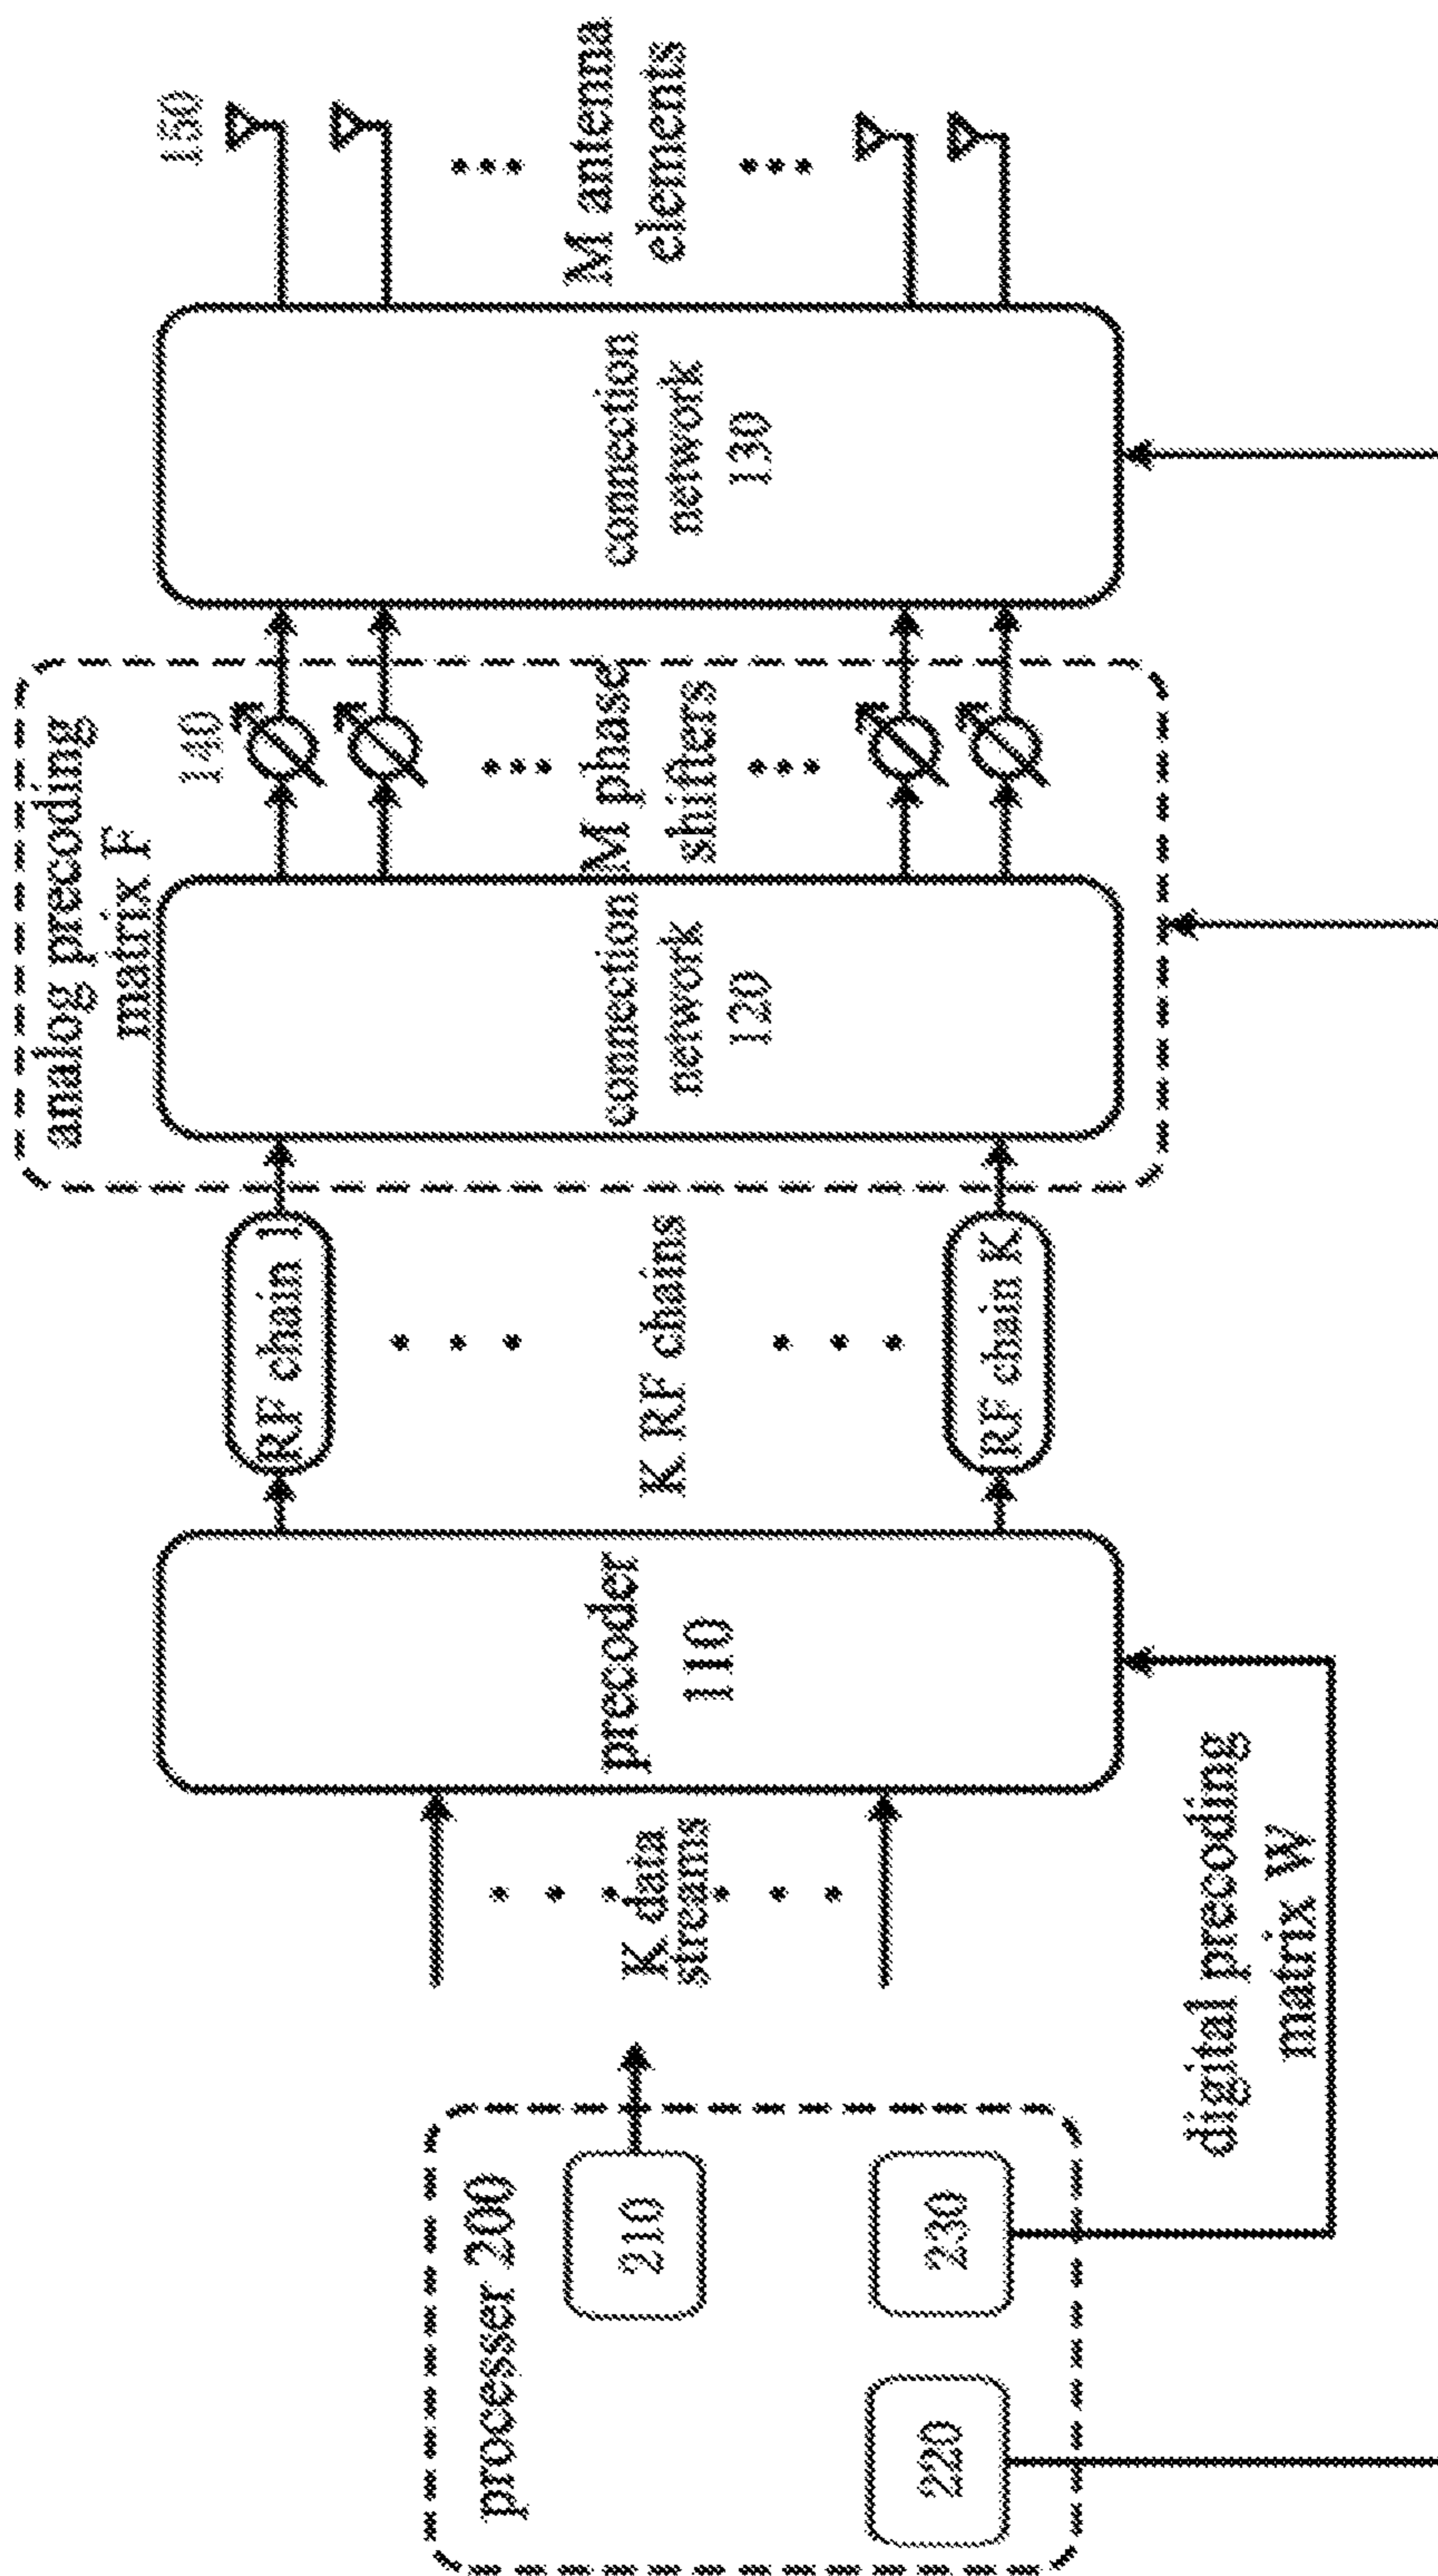 processer 200
210
220
230
K data
streams
digital precoding
matrix W
precoder
110
RF chain 1
K RF chains
RF chain K
analog precoding
matrix F
connection
network
120
140
M phase
shifters
connection
network
130
150
M antenna
elements